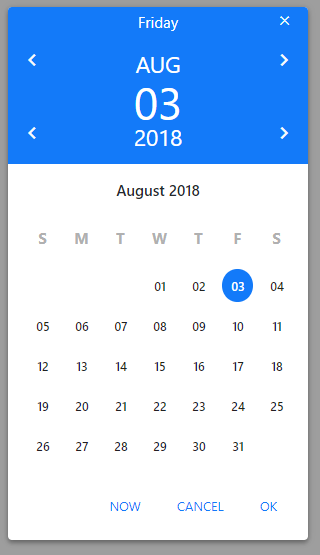 Friday ×
AUG
03
2018
August 2018
S M T W T F S
01 02 03 04
05 06 07 08 09 10 11
12 13 14 15 16 17 18
19 20 21 22 23 24 25
26 27 28 29 30 31
NOW CANCEL OK